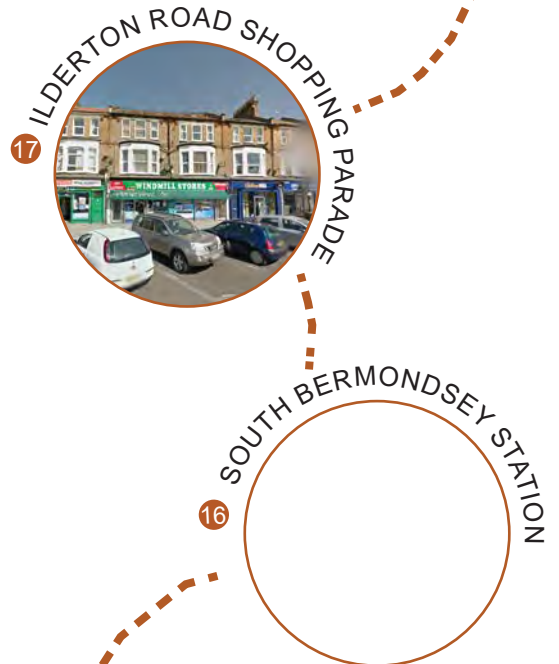 ILDERTON ROAD SHOPPING PARADE
17
WINDMILL STORES
SOUTH BERMONDSEY STATION
16